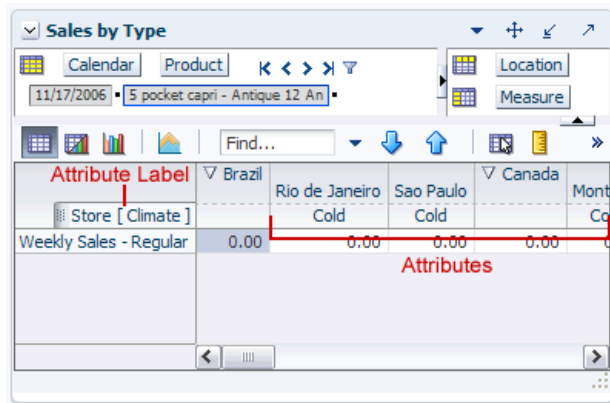 Sales by Type
Calendar Product Location
11/17/2006 5 pocket capri - Antique 12 An Measure
Find...
Attribute Label Brazil Canada
Rio de Janeiro Sao Paulo Mont
Store [ Climate ] Cold Cold Co
Weekly Sales - Regular 0.00 0.00 0.00 0.00
Attributes